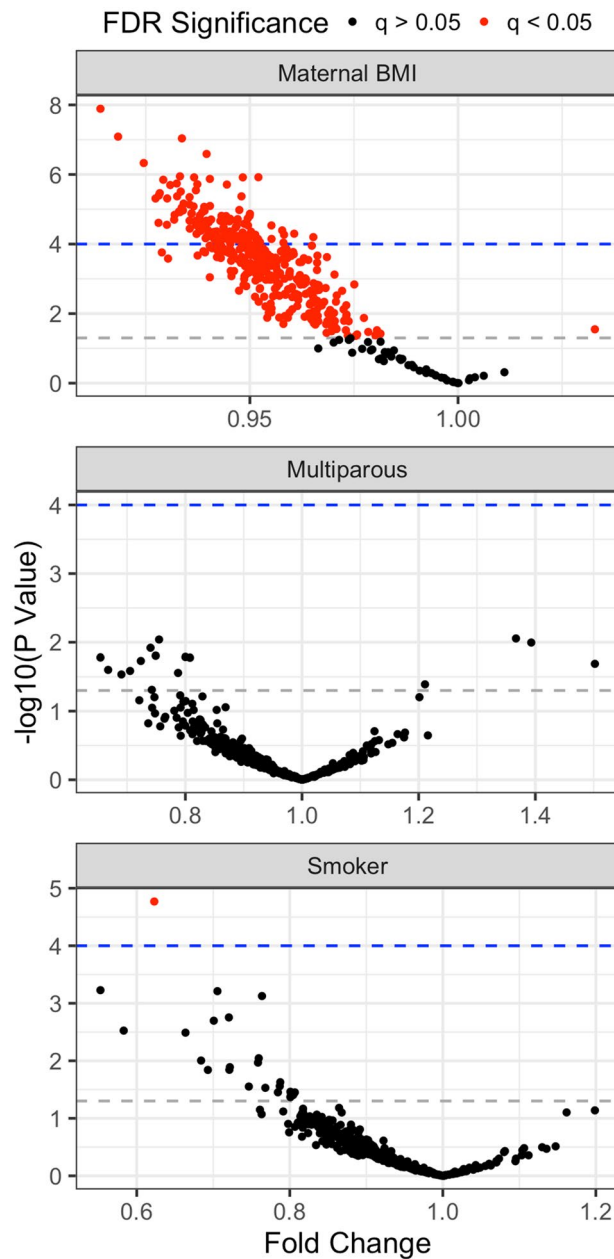 FDR Significance • q > 0.05 • q < 0.05
Maternal BMI
8
6
4
2
0
0.95 1.00
Multiparous
4
3
2
1
0
0.8 1.0 1.2 1.4
-log10(P Value)
Smoker
5
4
3
2
1
0
0.6 0.8 1.0 1.2
Fold Change